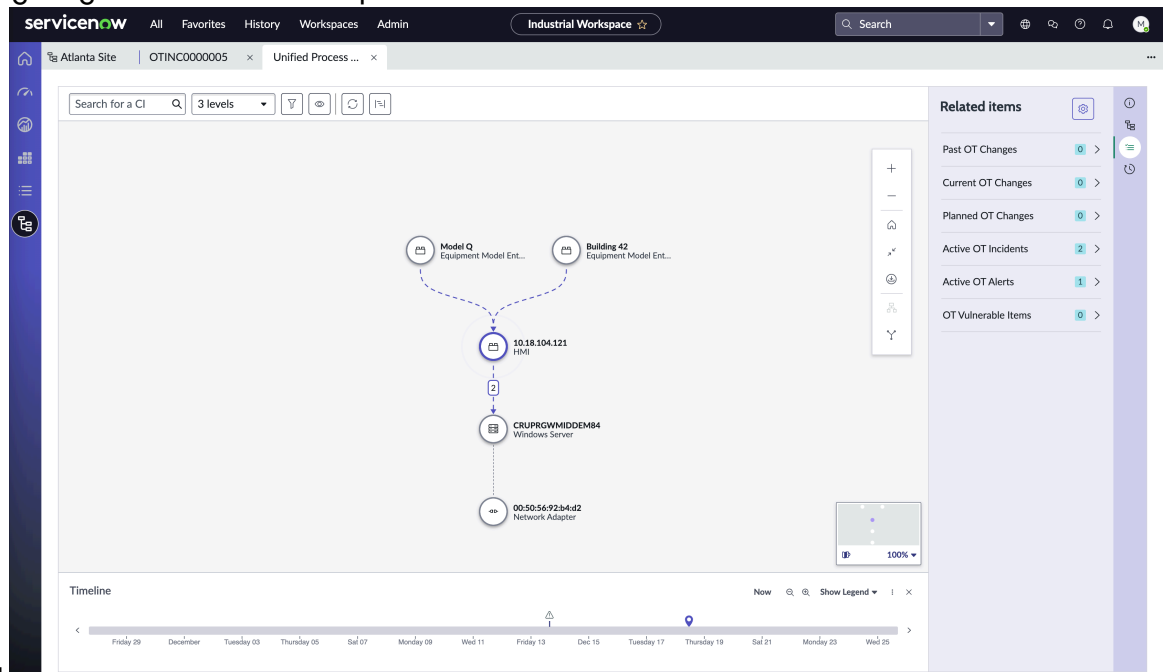 servicenow All Favorites History Workspaces Admin Industrial Workspace Search M
Atlanta Site OTINC0000005 × Unified Process ... ×
Search for a CI 3 levels
Related items
Past OT Changes 0
Current OT Changes 0
Planned OT Changes 0
Active OT Incidents 2
Active OT Alerts 1
OT Vulnerable Items 0
Model Q
Equipment Model Ent...
Building 42
Equipment Model Ent...
10.18.104.121
HMI
2
CRUPRGWMIDDEM84
Windows Server
00:50:56:92:b4:d2
Network Adapter
100%
Timeline Now Show Legend
Friday 29 December Tuesday 03 Thursday 05 Sat 07 Monday 09 Wed 11 Friday 13 Dec 15 Tuesday 17 Thursday 19 Sat 21 Monday 23 Wed 25